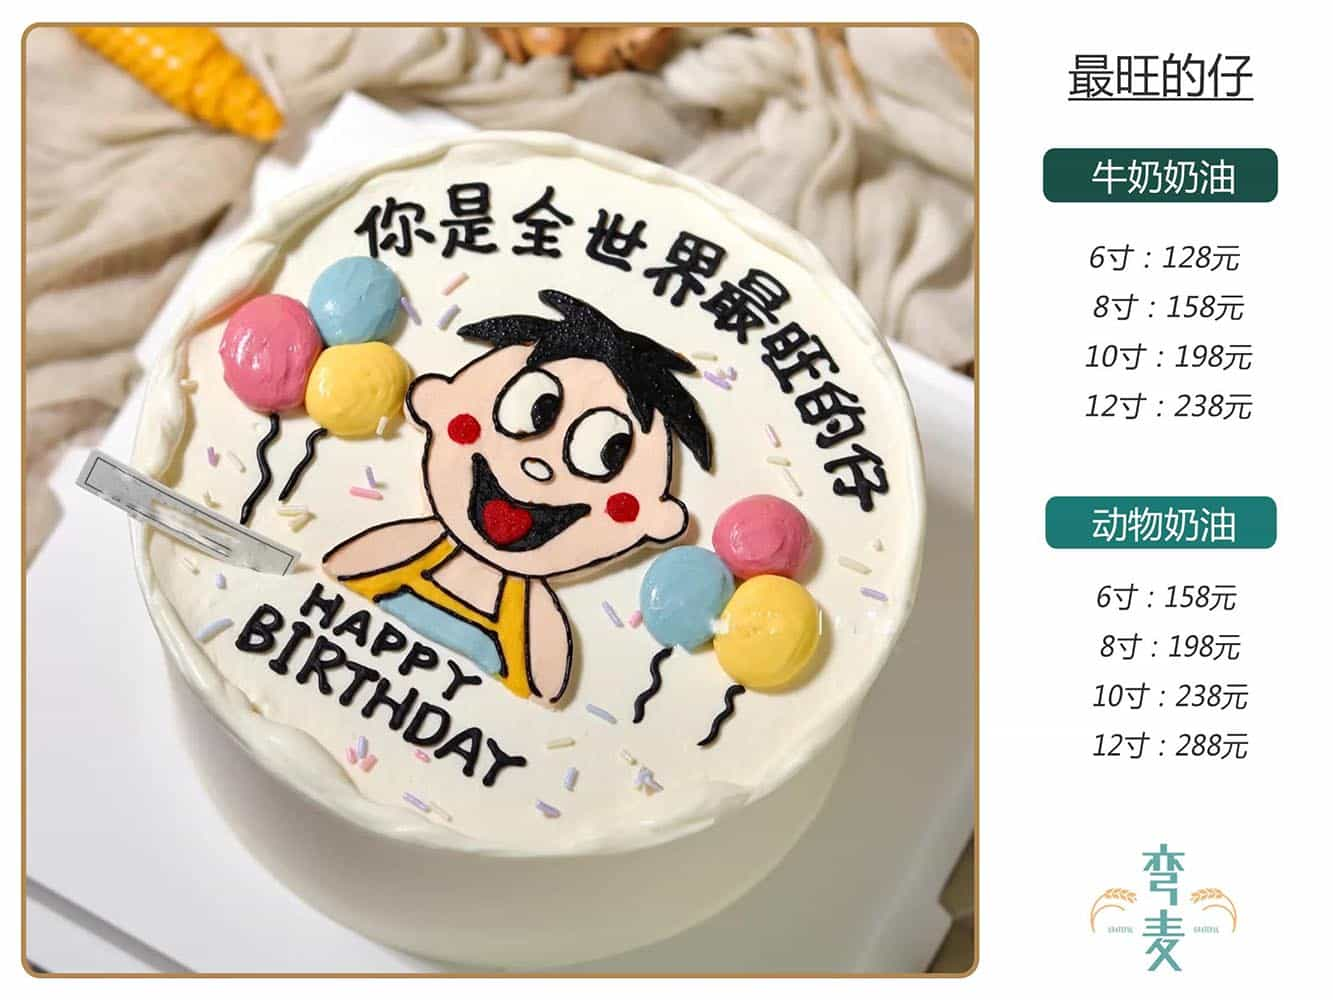 你是全世界最旺的仔
HAPPY
BIRTHDAY
最旺的仔
牛奶奶油
6寸：128元
8寸：158元
10寸：198元
12寸：238元
动物奶油
6寸：158元
8寸：198元
10寸：238元
12寸：288元
弯麦
GRATEFUL GRATEFUL